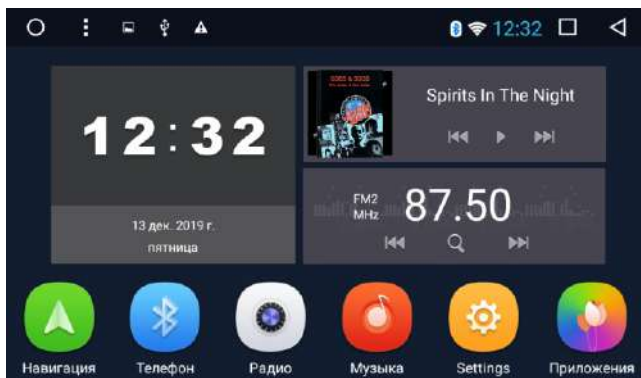 12:32
12:32
13 дек. 2019 г.
пятница
Spirits In The Night
FM2
MHz
87.50
Навигация
Телефон
Радио
Музыка
Settings
Приложения